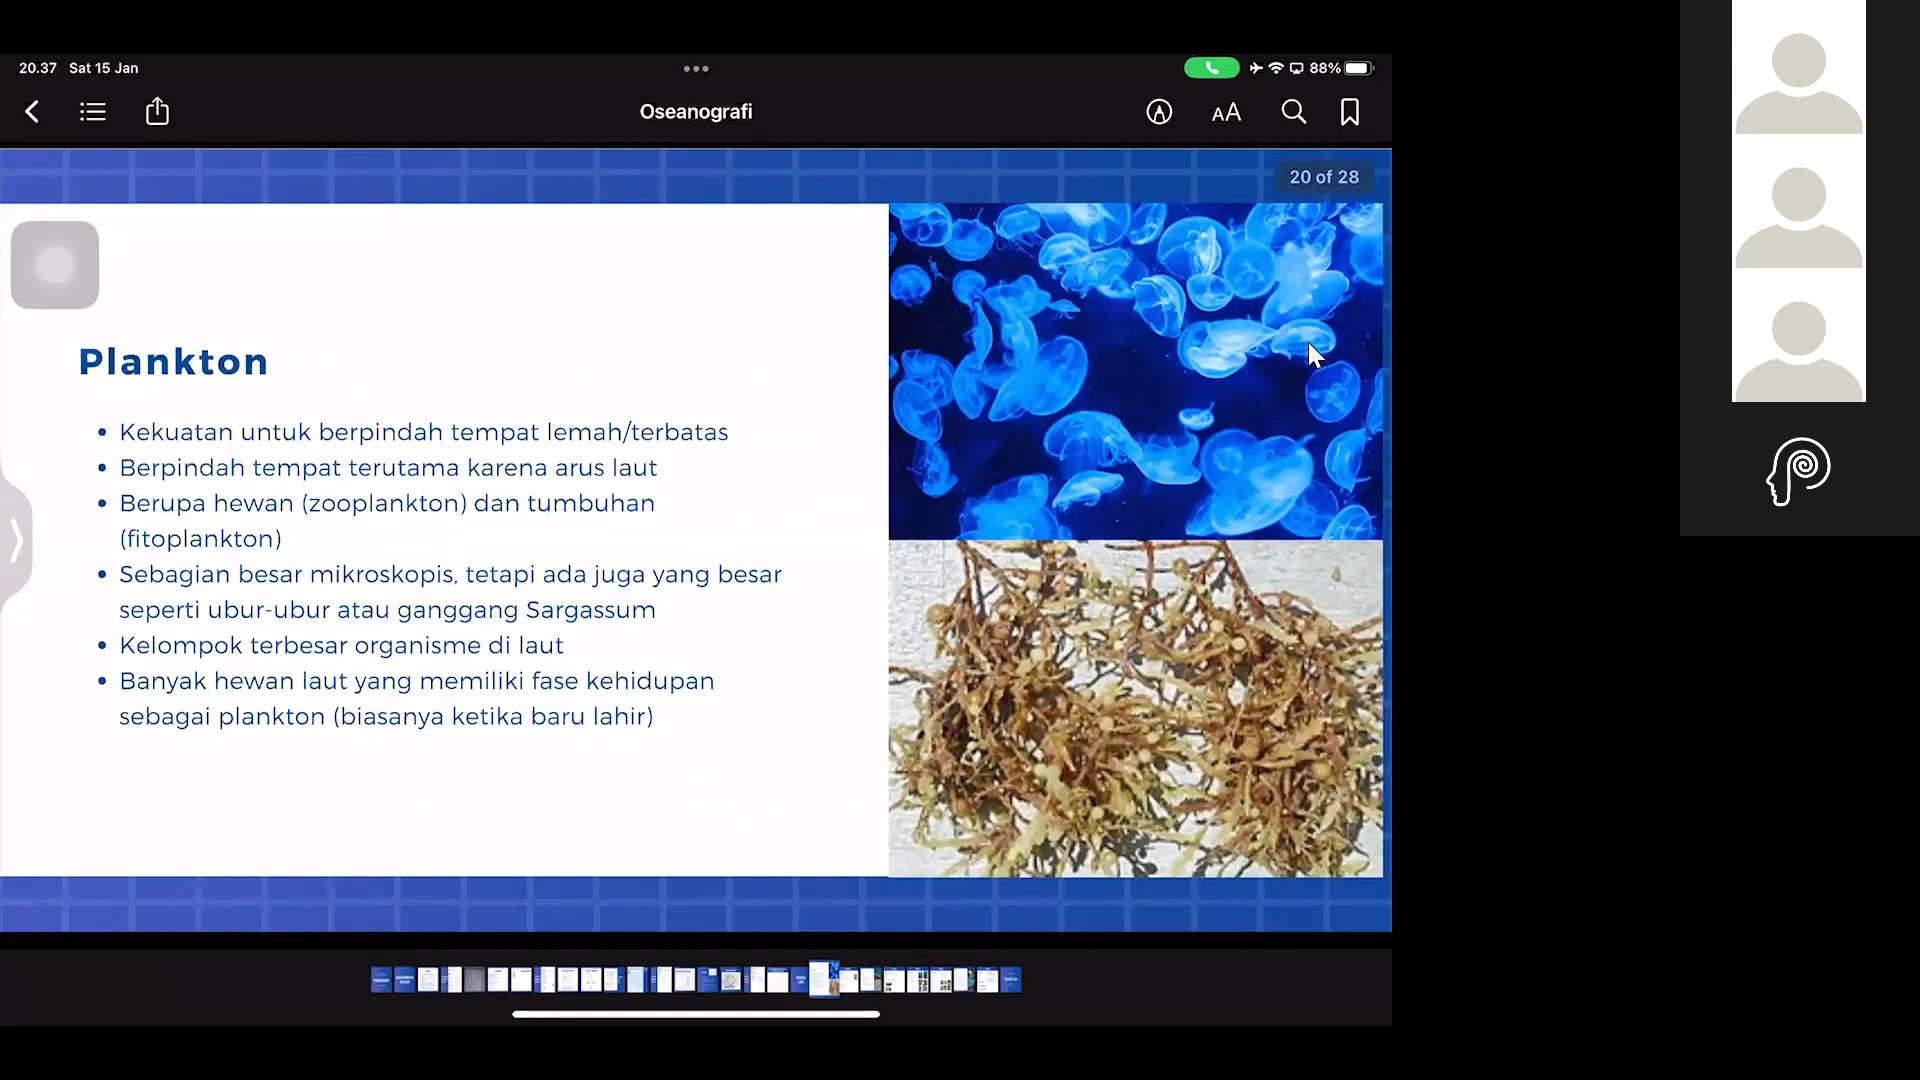 20.37 Sat 15 Jan
88%
Oseanografi
AA
20 of 28
Plankton
• Kekuatan untuk berpindah tempat lemah/terbatas
• Berpindah tempat terutama karena arus laut
• Berupa hewan (zooplankton) dan tumbuhan
(fitoplankton)
• Sebagian besar mikroskopis, tetapi ada juga yang besar
seperti ubur-ubur atau ganggang Sargassum
• Kelompok terbesar organisme di laut
• Banyak hewan laut yang memiliki fase kehidupan
sebagai plankton (biasanya ketika baru lahir)